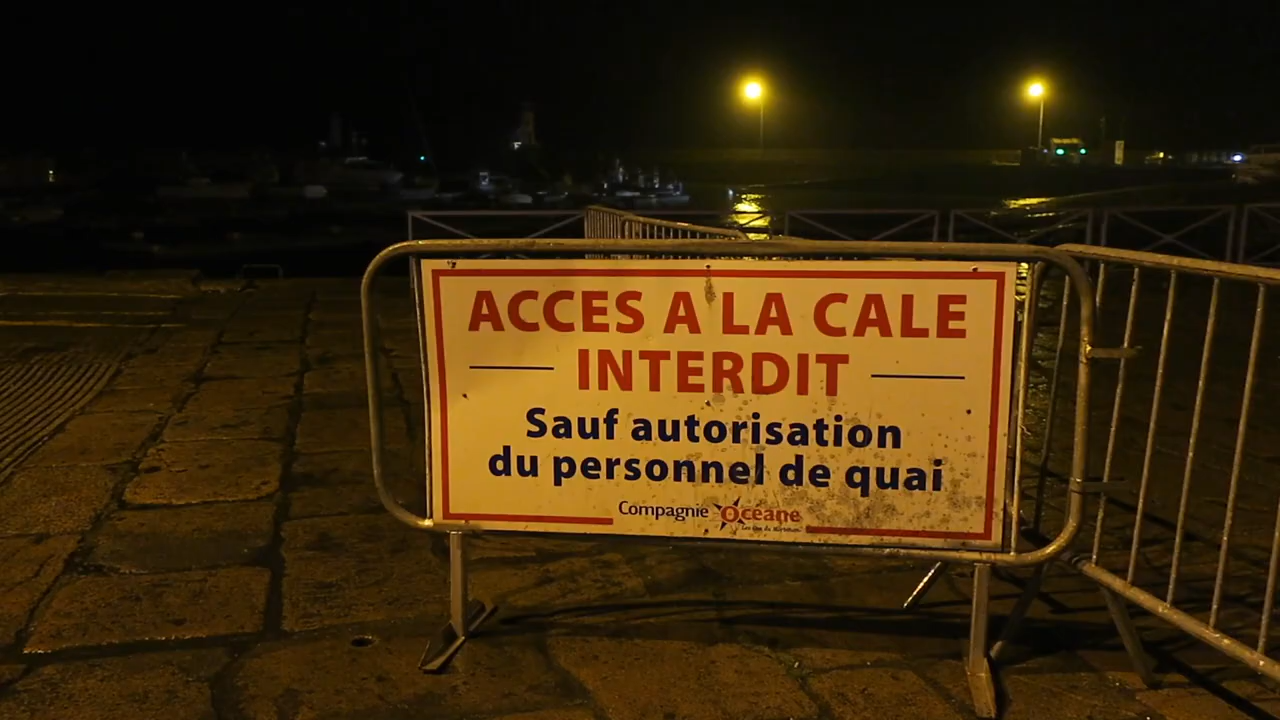 ACCES A LA CALE
INTERDIT
Sauf autorisation
du personnel de quai
Compagnie Océane